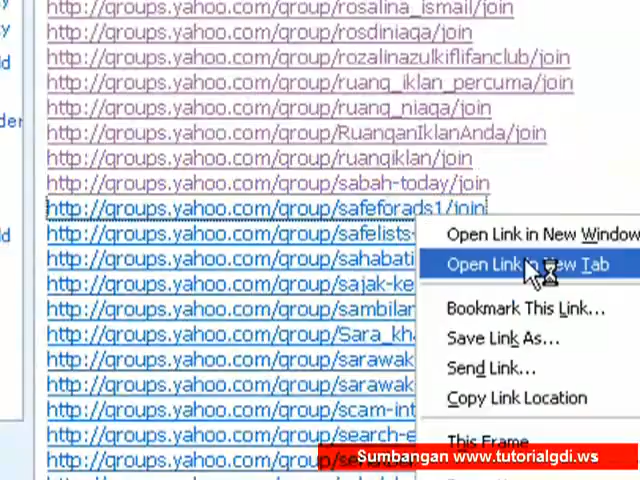 http://groups.yahoo.com/group/rosalina_ismail/join
http://groups.yahoo.com/group/rosdiniaga/join
http://groups.yahoo.com/group/rozalinazulkiflifanclub/join
http://groups.yahoo.com/group/ruang_iklan_percuma/join
http://groups.yahoo.com/group/ruang_niaga/join
http://groups.yahoo.com/group/RuanganIklanAnda/join
http://groups.yahoo.com/group/ruangiklan/join
http://groups.yahoo.com/group/sabah-today/join
http://groups.yahoo.com/group/safeforads1/join
http://groups.yahoo.com/group/safelists-
http://groups.yahoo.com/group/sahabati
http://groups.yahoo.com/group/sajak-ke
http://groups.yahoo.com/group/sambilan
http://groups.yahoo.com/group/Sara_kha
http://groups.yahoo.com/group/sarawak
http://groups.yahoo.com/group/sarawak
http://groups.yahoo.com/group/scam-int
http://groups.yahoo.com/group/search-e
http://groups.yahoo.com/group/
Open Link in New Window
Open Link in New Tab
Bookmark This Link...
Save Link As...
Send Link...
Copy Link Location
This Frame
Sumbangan www.tutorialgdi.ws